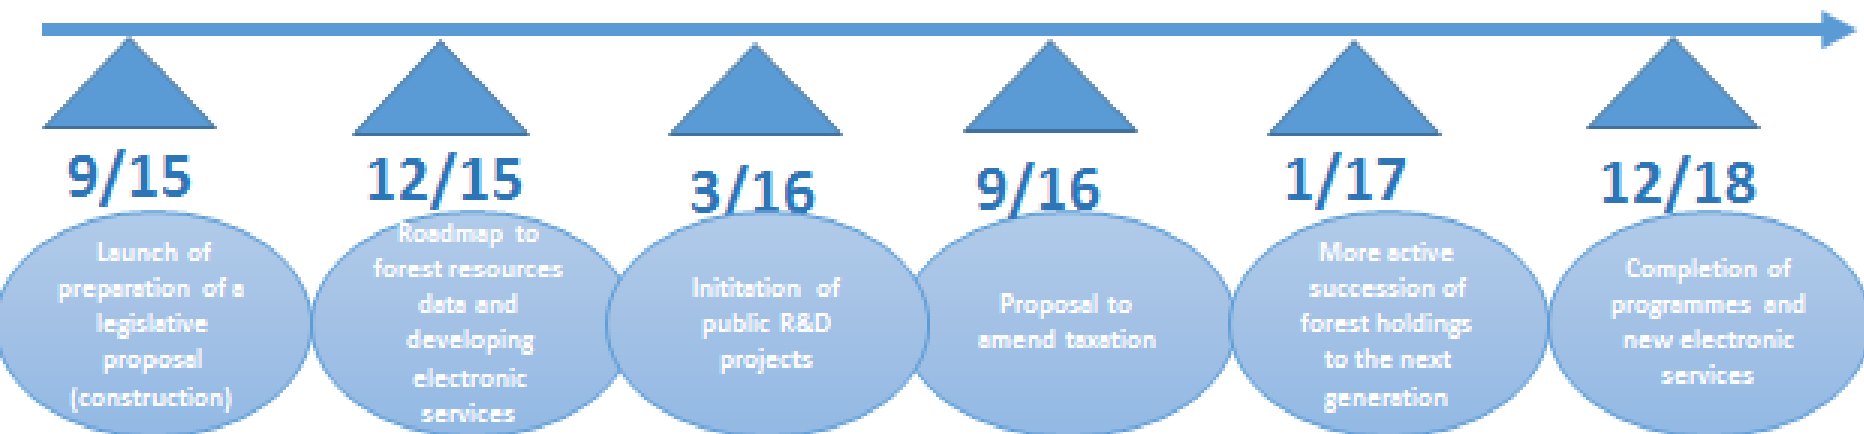 9/15
12/15
3/16
9/16
1/17
12/18
Launch of
preparation of a
legislative
proposal
(construction)
Roadmap to
forest resources
data and
developing
electronic
services
Inititation of
public R&D
projects
Proposal to
amend taxation
More active
succession of
forest holdings
to the next
generation
Completion of
programmes and
new electronic
services